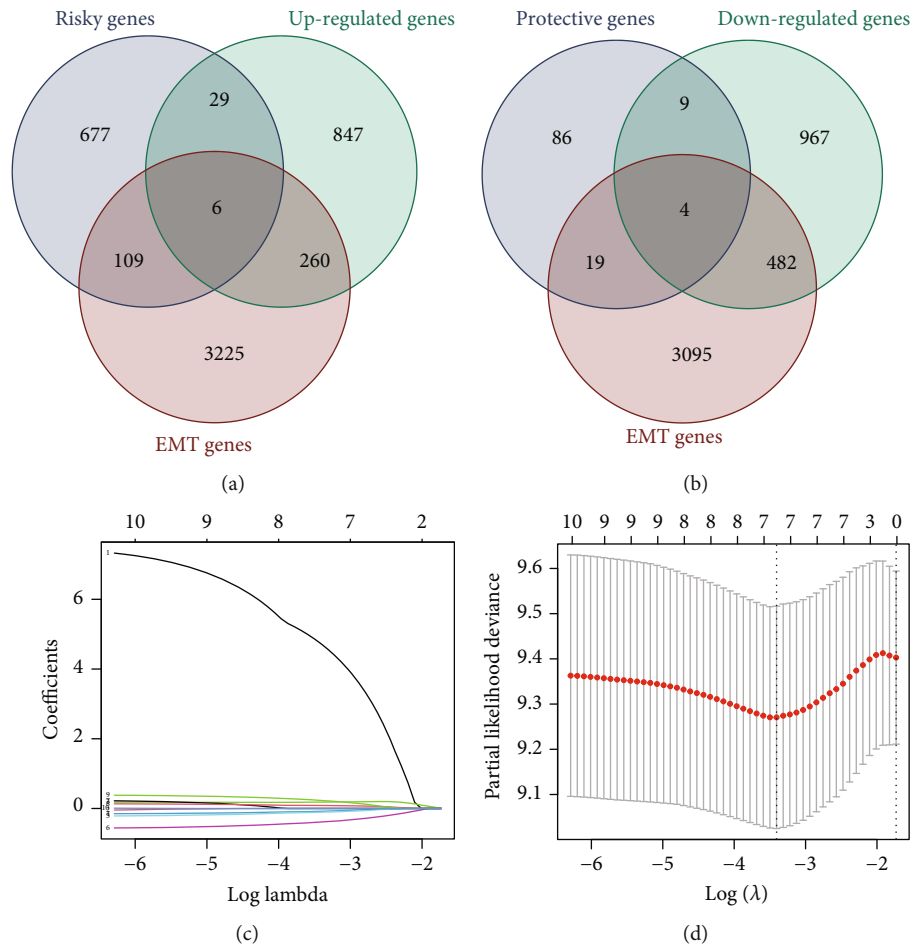 Risky genes
Up-regulated genes
29
677
847
6
109
260
3225
EMT genes
(a)
Protective genes
Down-regulated genes
9
86
967
4
19
482
3095
EMT genes
(b)
10 9 8 7 2
Coefficients
6
4
2
0
1
9
6
−6 −5 −4 −3 −2
Log lambda
(c)
10 9 9 9 8 8 8 7 7 7 7 3 0
Partial likelihood deviance
9.6
9.5
9.4
9.3
9.2
9.1
−6 −5 −4 −3 −2
Log (λ)
(d)